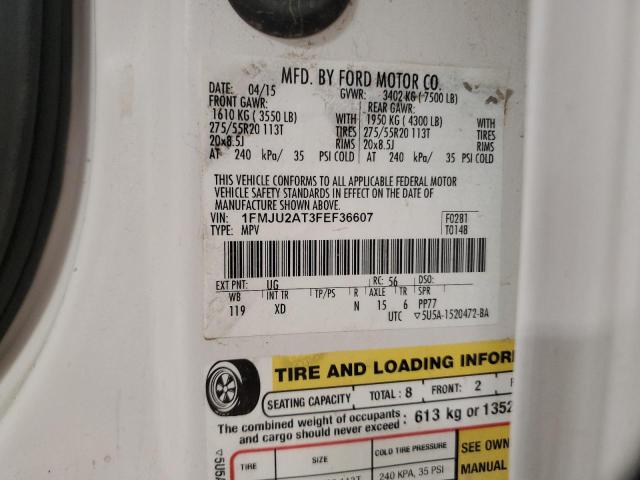 MFD. BY FORD MOTOR CO.
DATE: 04/15 GVWR: 3402 KG ( 7500 LB)
FRONT GAWR: REAR GAWR:
1610 KG ( 3550 LB) WITH 1950 KG ( 4300 LB) WITH
275/55R20 113T TIRES 275/55R20 113T TIRES
20x8.5J RIMS 20x8.5J RIMS
AT 240 kPa/ 35 PSI COLD AT 240 kPa/ 35 PSI COLD
THIS VEHICLE CONFORMS TO ALL APPLICABLE FEDERAL MOTOR
VEHICLE SAFETY STANDARDS IN EFFECT ON THE DATE OF
MANUFACTURE SHOWN ABOVE.
VIN: 1FMJU2AT3FEF36607 F0281
TYPE: MPV T0148
EXT PNT: UG RC: 56 DSO:
WB INT TR TP/PS R AXLE TR SPR
119 XD N 15 6 PP77
UTC ▽5U5A-1520472-BA
TIRE AND LOADING INFOR
SEATING CAPACITY TOTAL : 8 FRONT: 2
The combined weight of occupants
and cargo should never exceed : 613 kg or 1352
▽5U5A
TIRE SIZE COLD TIRE PRESSURE SEE OWN
240 KPA, 35 PSI MANUAL